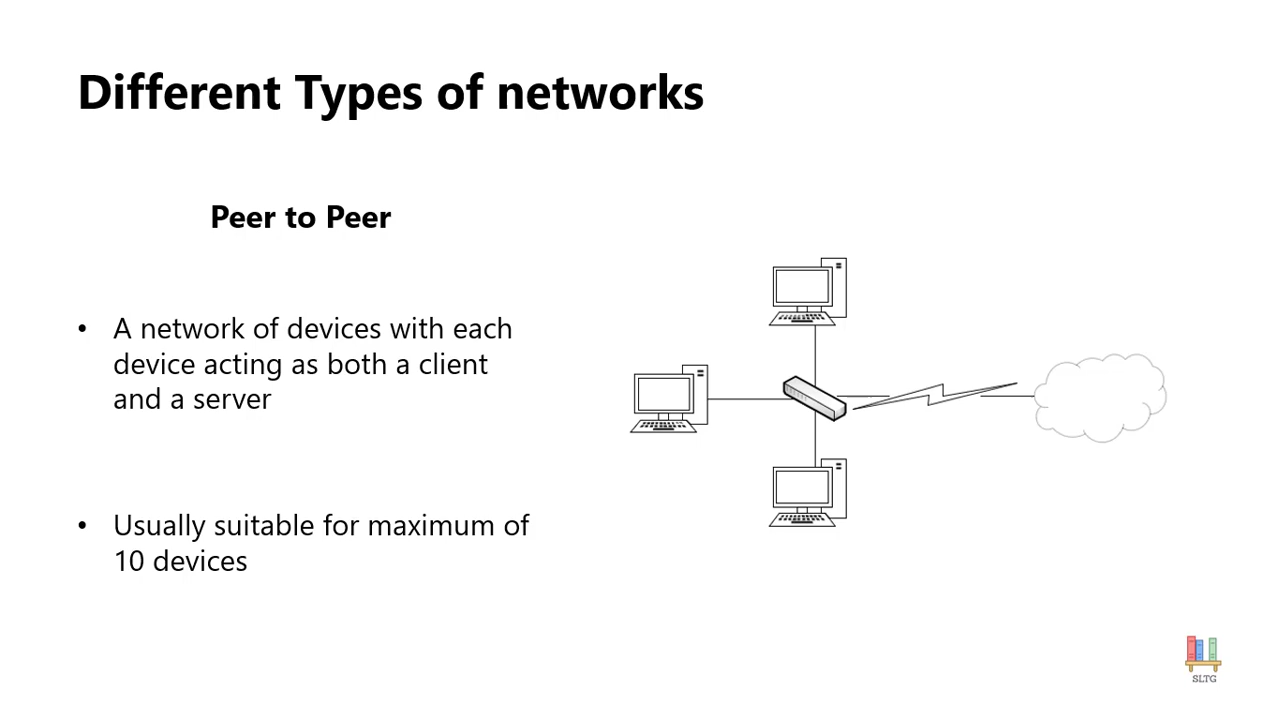 Different Types of networks
Peer to Peer
• A network of devices with each
device acting as both a client
and a server
• Usually suitable for maximum of
10 devices
SLTG